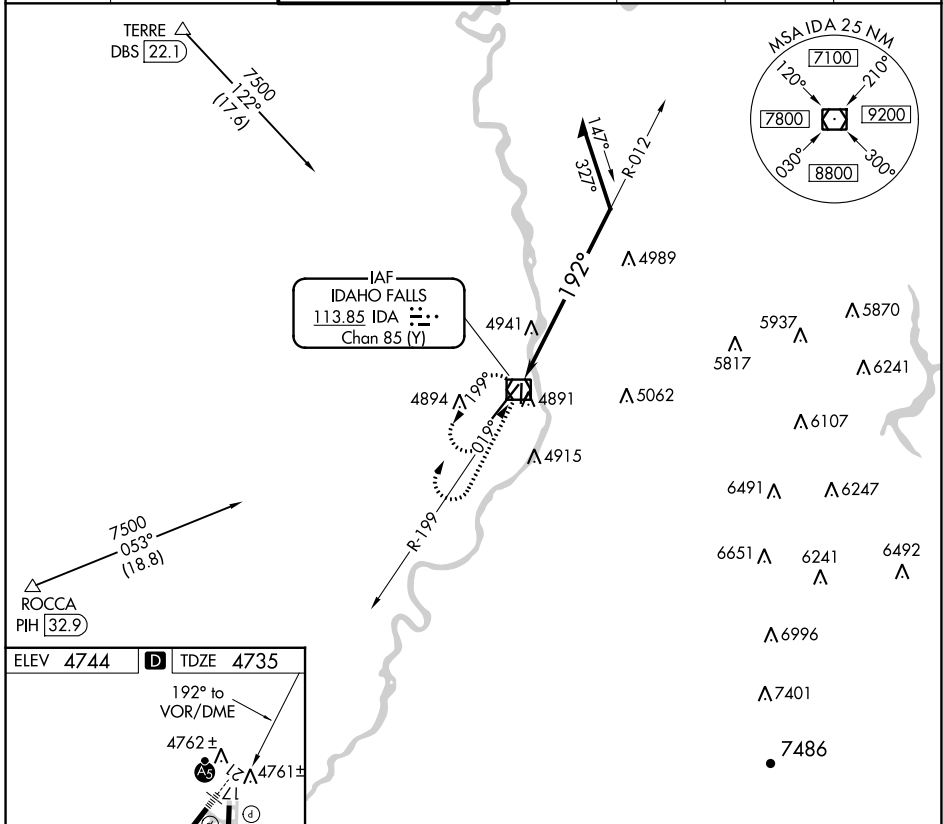 TERRE
DBS 22.1
7500
122°
(17.6)
MSA IDA 25 NM
7100
120°
210°
7800
9200
030°
300°
8800
147°
327°
R-012
192°
4989
IAF
IDAHO FALLS
113.85 IDA
Chan 85 (Y)
4941
5937
5870
5817
6241
4894
199°
4891
5062
6107
019°
4915
6491
6247
R-199
7500
053°
(18.8)
6651
6241
6492
ROCCA
PIH 32.9
6996
ELEV 4744 D TDZE 4735
7401
192° to
VOR/DME
7486
4762 ±
A5
21
4761±
17
P
P